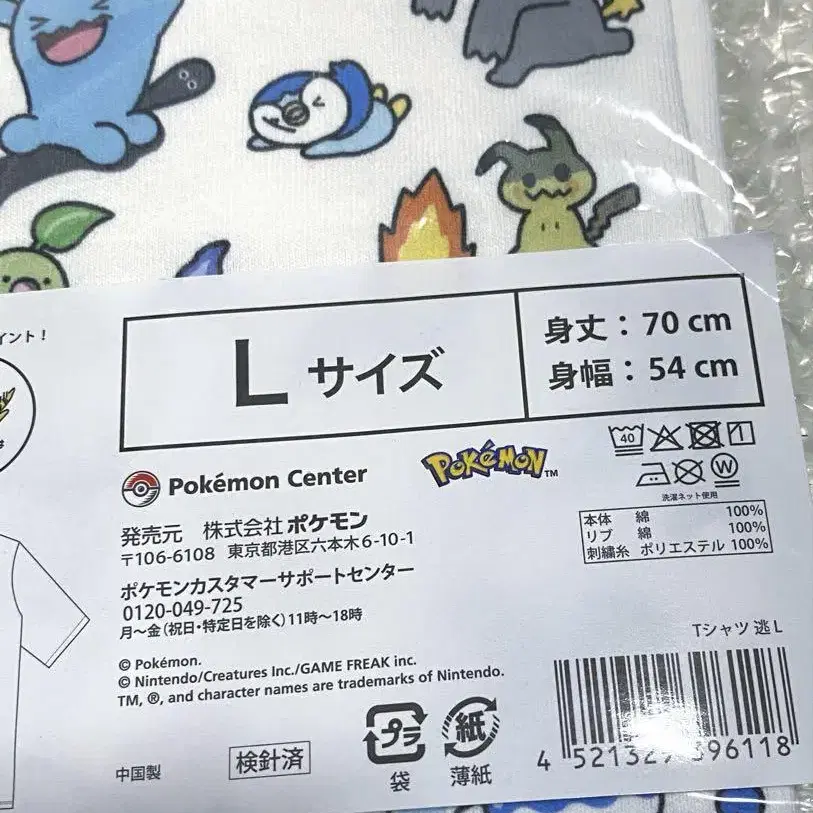 イント!
L サイズ
身丈：70 cm
身幅：54 cm
Pokémon Center
POKéMON TM
40
W
洗濯ネット使用
発売元 株式会社ポケモン
〒106-6108 東京都港区六本木6-10-1
ポケモンカスタマーサポートセンター
0120-049-725
月〜金（祝日・特定日を除く）11時〜18時
本体 綿 100%
リブ 綿 100%
刺繍糸 ポリエステル 100%
© Pokémon.
© Nintendo/Creatures Inc./GAME FREAK inc.
TM, ®, and character names are trademarks of Nintendo.
Tシャツ 逃 L
中国製
検針済
プラ
袋
紙
薄紙